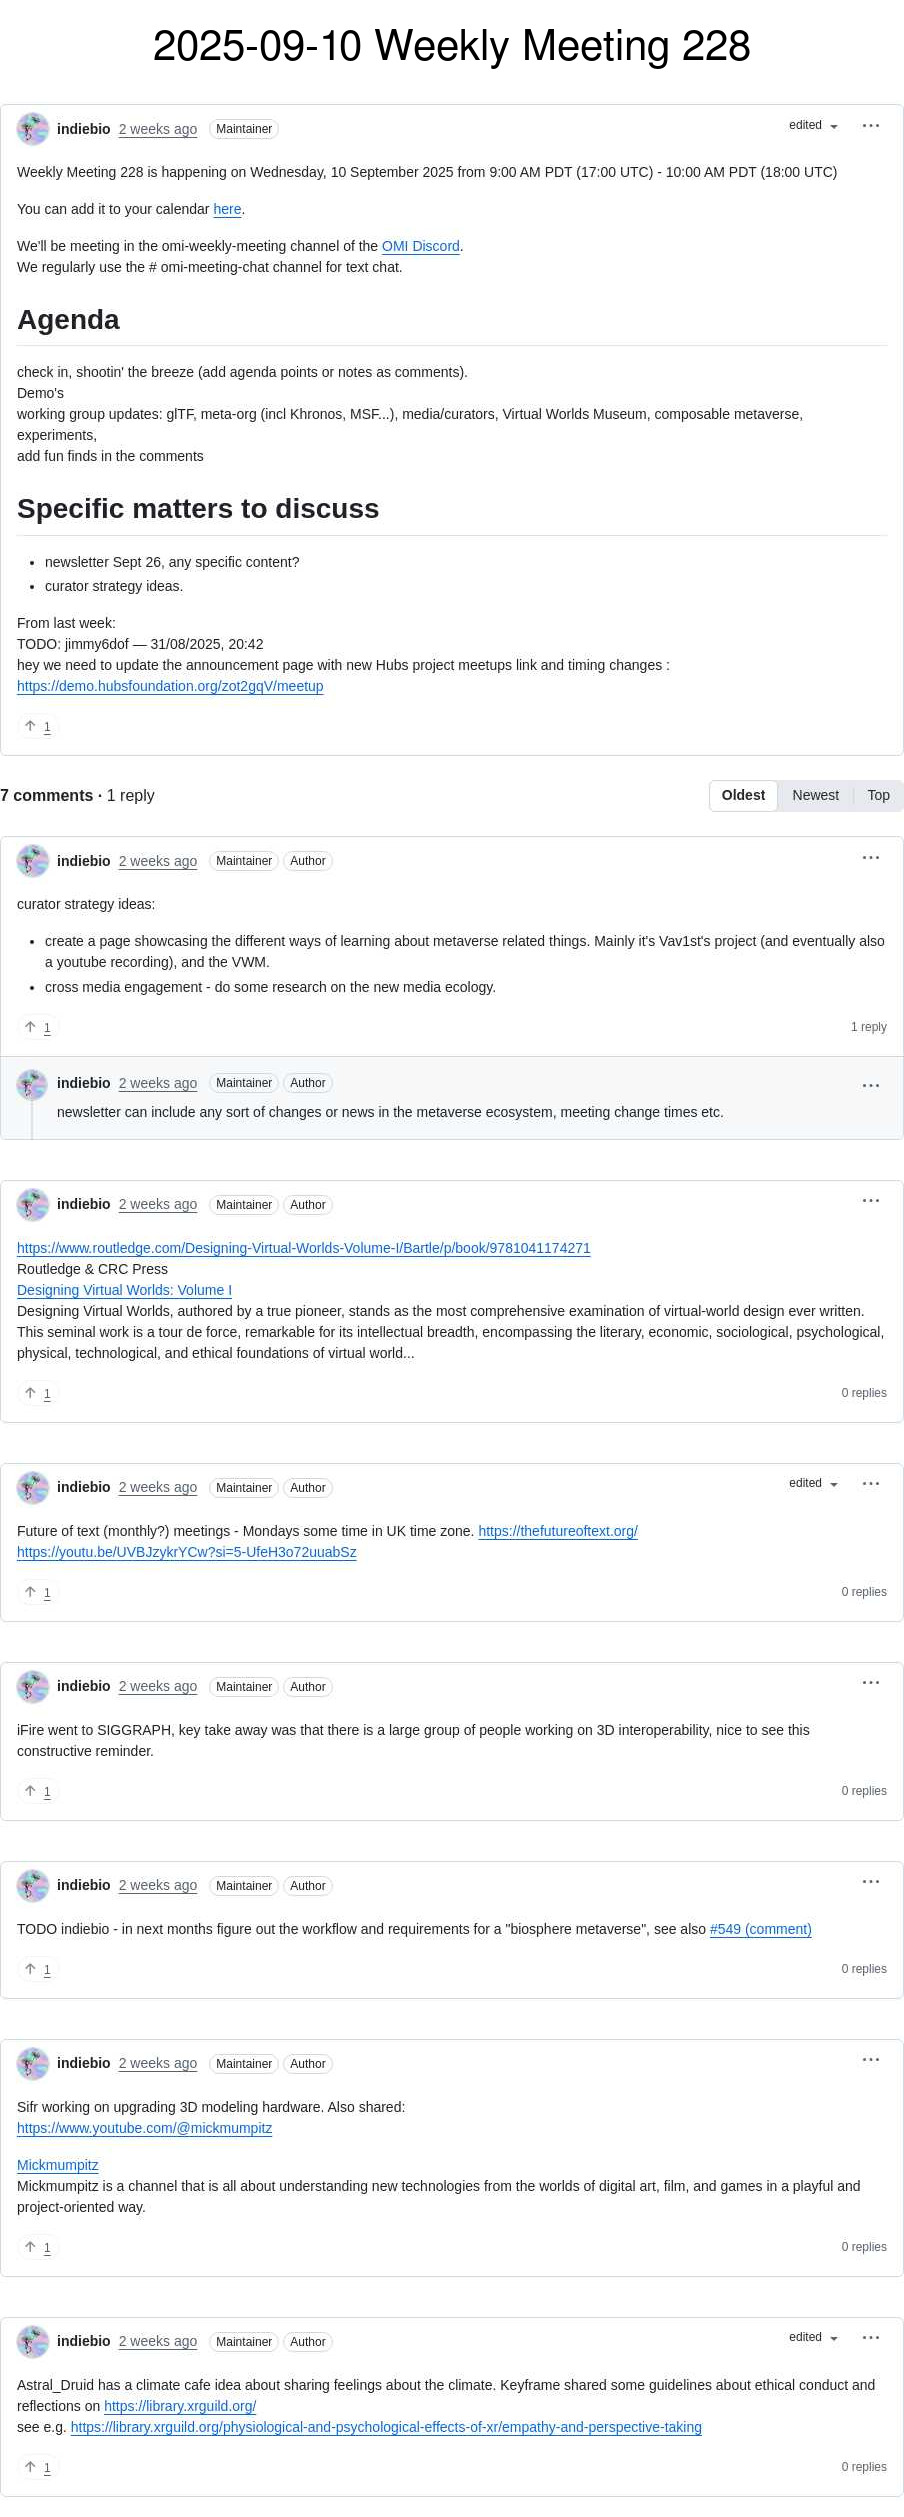 2025-09-10 Weekly Meeting 228
indiebio 2 weeks ago Maintainer edited
Weekly Meeting 228 is happening on Wednesday, 10 September 2025 from 9:00 AM PDT (17:00 UTC) - 10:00 AM PDT (18:00 UTC)
You can add it to your calendar here.
We'll be meeting in the omi-weekly-meeting channel of the OMI Discord.
We regularly use the # omi-meeting-chat channel for text chat.
Agenda
check in, shootin' the breeze (add agenda points or notes as comments).
Demo's
working group updates: glTF, meta-org (incl Khronos, MSF...), media/curators, Virtual Worlds Museum, composable metaverse,
experiments,
add fun finds in the comments
Specific matters to discuss
• newsletter Sept 26, any specific content?
• curator strategy ideas.
From last week:
TODO: jimmy6dof — 31/08/2025, 20:42
hey we need to update the announcement page with new Hubs project meetups link and timing changes :
https://demo.hubsfoundation.org/zot2gqV/meetup
↑ 1
7 comments · 1 reply Oldest Newest Top
indiebio 2 weeks ago Maintainer Author
curator strategy ideas:
• create a page showcasing the different ways of learning about metaverse related things. Mainly it's Vav1st's project (and eventually also
a youtube recording), and the VWM.
• cross media engagement - do some research on the new media ecology.
↑ 1 1 reply
indiebio 2 weeks ago Maintainer Author
newsletter can include any sort of changes or news in the metaverse ecosystem, meeting change times etc.
indiebio 2 weeks ago Maintainer Author
https://www.routledge.com/Designing-Virtual-Worlds-Volume-I/Bartle/p/book/9781041174271
Routledge & CRC Press
Designing Virtual Worlds: Volume I
Designing Virtual Worlds, authored by a true pioneer, stands as the most comprehensive examination of virtual-world design ever written.
This seminal work is a tour de force, remarkable for its intellectual breadth, encompassing the literary, economic, sociological, psychological,
physical, technological, and ethical foundations of virtual world...
↑ 1 0 replies
indiebio 2 weeks ago Maintainer Author edited
Future of text (monthly?) meetings - Mondays some time in UK time zone. https://thefutureoftext.org/
https://youtu.be/UVBJzykrYCw?si=5-UfeH3o72uuabSz
↑ 1 0 replies
indiebio 2 weeks ago Maintainer Author
iFire went to SIGGRAPH, key take away was that there is a large group of people working on 3D interoperability, nice to see this
constructive reminder.
↑ 1 0 replies
indiebio 2 weeks ago Maintainer Author
TODO indiebio - in next months figure out the workflow and requirements for a "biosphere metaverse", see also #549 (comment)
↑ 1 0 replies
indiebio 2 weeks ago Maintainer Author
Sifr working on upgrading 3D modeling hardware. Also shared:
https://www.youtube.com/@mickmumpitz
Mickmumpitz
Mickmumpitz is a channel that is all about understanding new technologies from the worlds of digital art, film, and games in a playful and
project-oriented way.
↑ 1 0 replies
indiebio 2 weeks ago Maintainer Author edited
Astral_Druid has a climate cafe idea about sharing feelings about the climate. Keyframe shared some guidelines about ethical conduct and
reflections on https://library.xrguild.org/
see e.g. https://library.xrguild.org/physiological-and-psychological-effects-of-xr/empathy-and-perspective-taking
↑ 1 0 replies